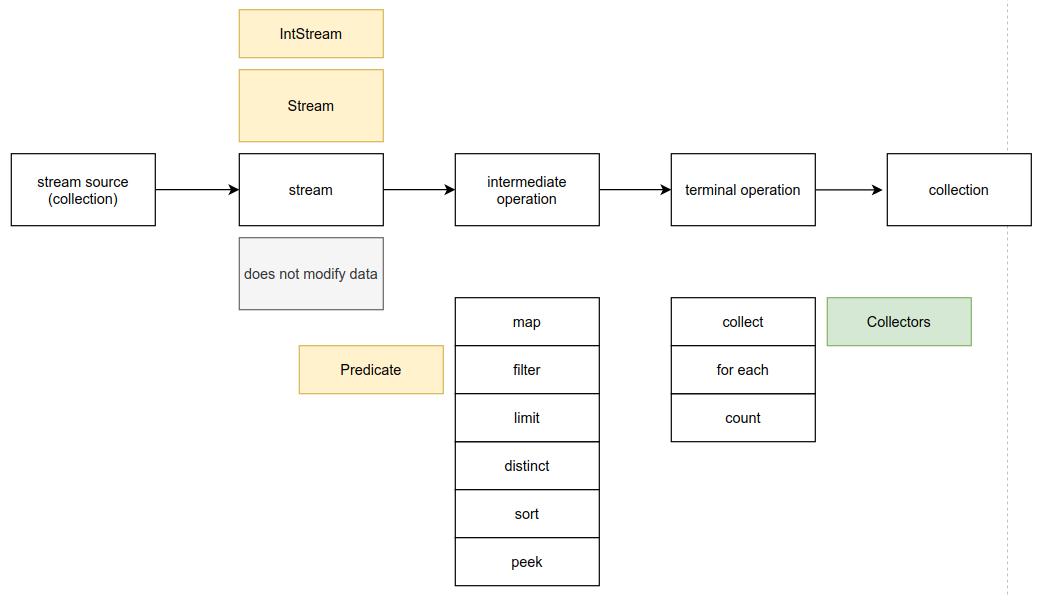 IntStream
Stream
stream source
(collection)
stream
intermediate
operation
terminal operation
collection
does not modify data
map
collect
Collectors
Predicate
filter
for each
limit
count
distinct
sort
peek